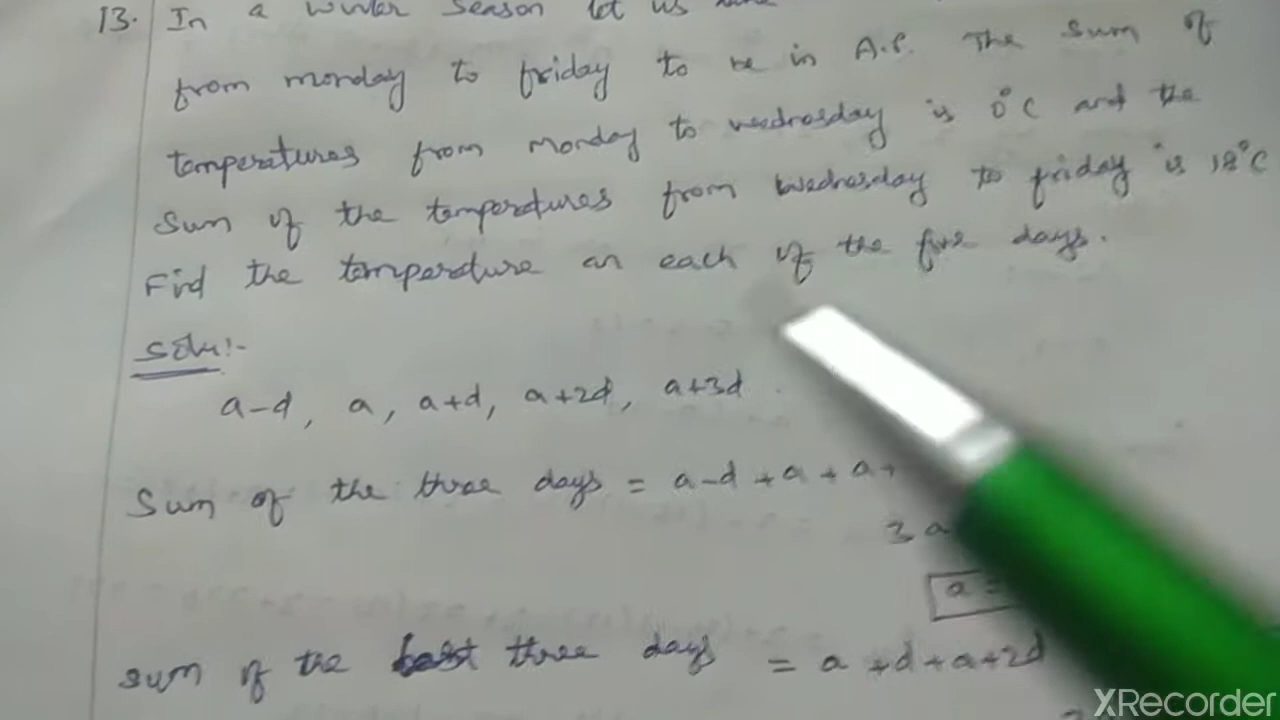 13. In a winter season let us
from monday to friday to be in A.P. The sum of
temperatures from monday to wednesday is 0°C and the
sum of the temperatures from wednesday to friday is 18°C
Find the temperature on each of the five days.
Solu:-
a-d, a, a+d, a+2d, a+3d.
Sum of the three days = a-d + a + a+
3a
a =
sum of the last three days = a+d+a+2d
XRecorder